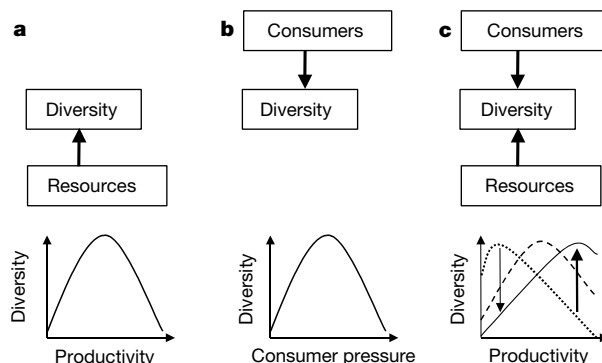 a
Diversity
Resources
Diversity
Productivity
b
Consumers
Diversity
Diversity
Consumer pressure
c
Consumers
Diversity
Resources
Diversity
Productivity